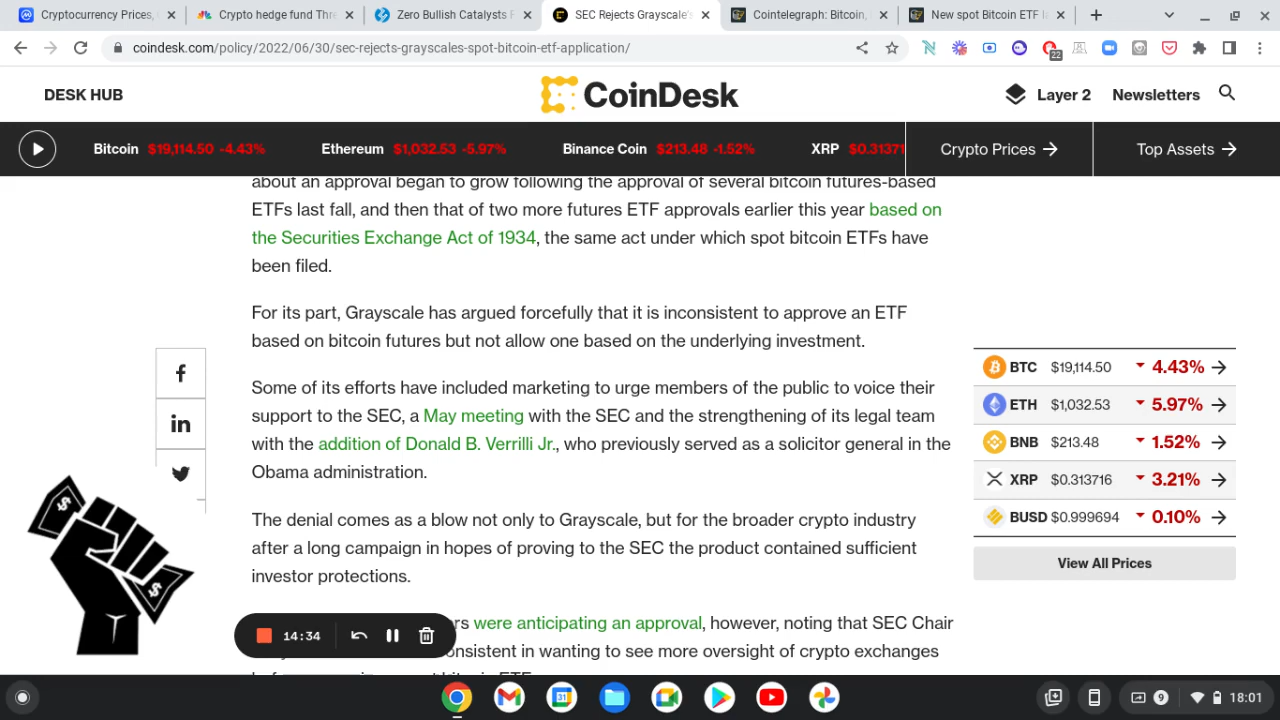 Cryptocurrency Prices,
"Crypto hedge fund Thre
Zero Bullish Catalysts F
SEC Rejects Grayscale's
Cointelegraph: Bitcoin,
New spot Bitcoin ETF la
coindesk.com/policy/2022/06/30/sec-rejects-grayscales-spot-bitcoin-etf-application/
22
DESK HUB
CoinDesk
Layer 2
Newsletters
Bitcoin $19,114.50 -4.43%
Ethereum $1,032.53 -5.97%
Binance Coin $213.48 -1.52%
XRP $0.31371
Crypto Prices →
Top Assets →
about an approval began to grow following the approval of several bitcoin futures-based
ETFs last fall, and then that of two more futures ETF approvals earlier this year based on
the Securities Exchange Act of 1934, the same act under which spot bitcoin ETFs have
been filed.
For its part, Grayscale has argued forcefully that it is inconsistent to approve an ETF
based on bitcoin futures but not allow one based on the underlying investment.
Some of its efforts have included marketing to urge members of the public to voice their
support to the SEC, a May meeting with the SEC and the strengthening of its legal team
with the addition of Donald B. Verrilli Jr., who previously served as a solicitor general in the
Obama administration.
The denial comes as a blow not only to Grayscale, but for the broader crypto industry
after a long campaign in hopes of proving to the SEC the product contained sufficient
investor protections.
rs were anticipating an approval, however, noting that SEC Chair
onsistent in wanting to see more oversight of crypto exchanges
BTC $19,114.50 4.43% →
ETH $1,032.53 5.97% →
BNB $213.48 1.52% →
XRP $0.313716 3.21% →
BUSD $0.999694 0.10% →
View All Prices
$
$
14:34
31
9
18:01